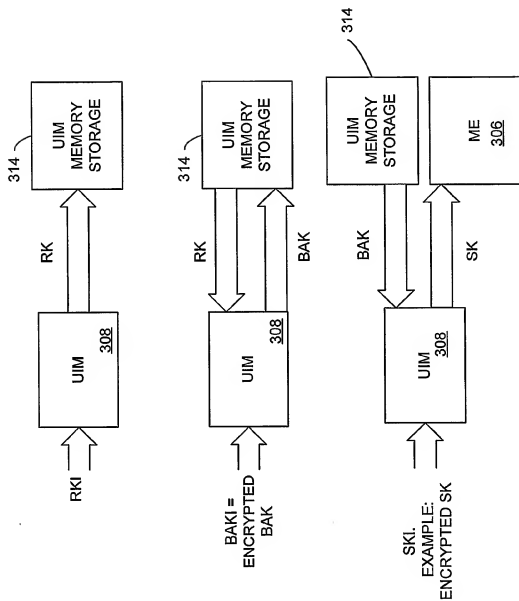 314
RKI
UIM
308
RK
UIM
MEMORY
STORAGE
314
BAKI =
ENCRYPTED
BAK
UIM
308
RK
BAK
UIM
MEMORY
STORAGE
314
SKI.
EXAMPLE:
ENCRYPTED SK
UIM
308
BAK
SK
UIM
MEMORY
STORAGE
ME
306